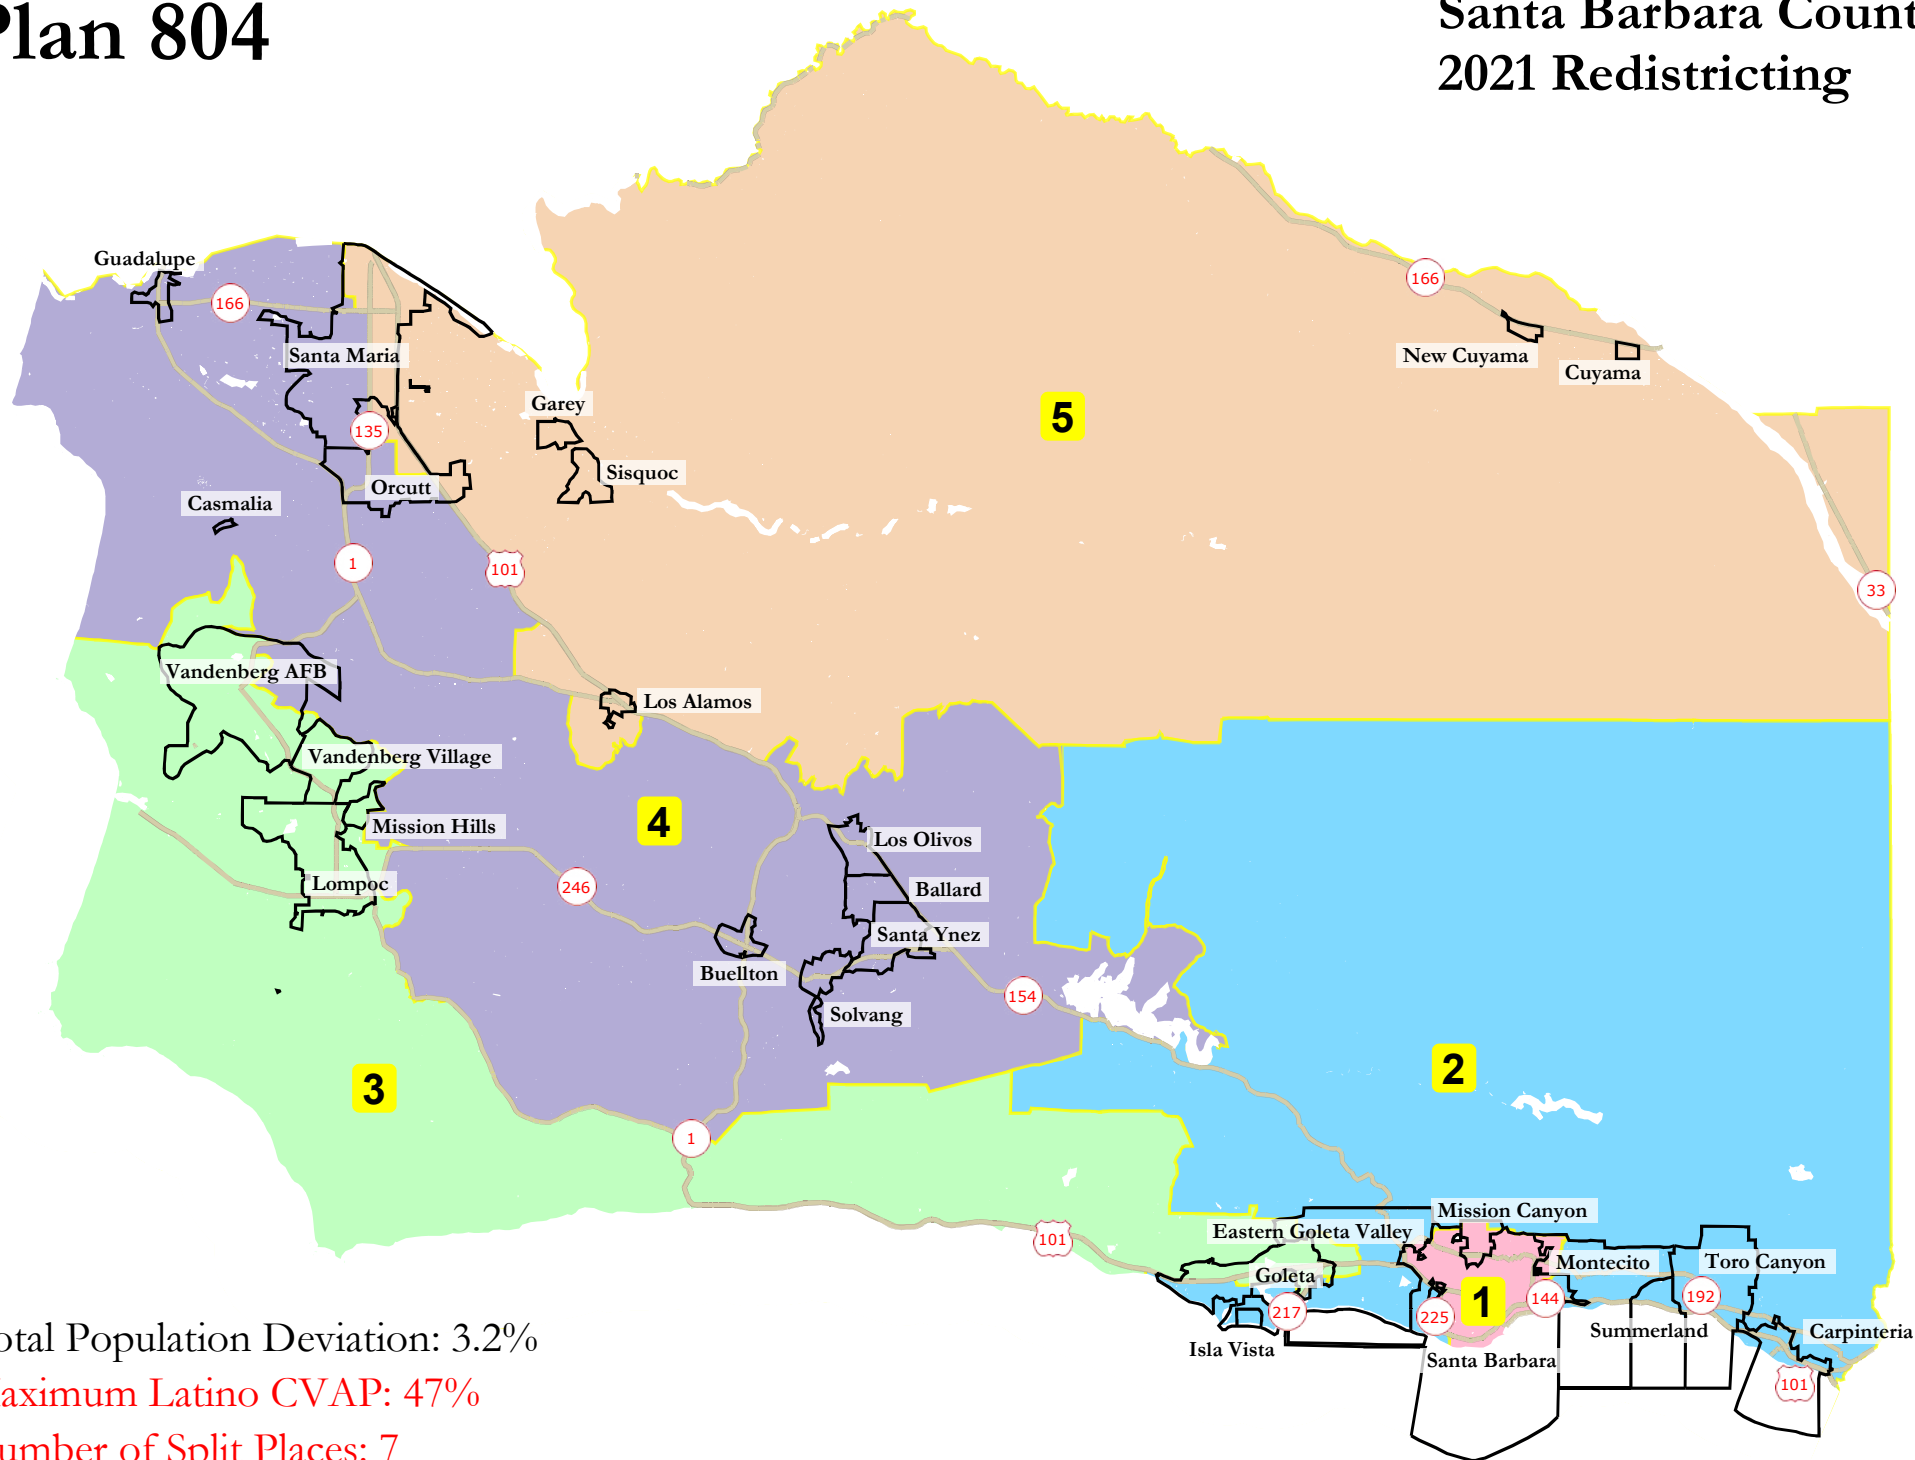 Plan 804
Santa Barbara Count
2021 Redistricting
Guadalupe
166
Santa Maria
135
Orcutt
Casmalia
1
101
Garey
Sisquoc
5
166
New Cuyama
Cuyama
33
Vandenberg AFB
Los Alamos
Vandenberg Village
Mission Hills
4
Los Olivos
Lompoc
246
Ballard
Santa Ynez
Buellton
154
Solvang
3
2
1
101
Mission Canyon
Eastern Goleta Valley
Goleta
Montecito
Toro Canyon
217
225
1
144
192
Isla Vista
Santa Barbara
Summerland
Carpinteria
101
otal Population Deviation: 3.2%
aximum Latino CVAP: 47%
umber of Split Places: 7